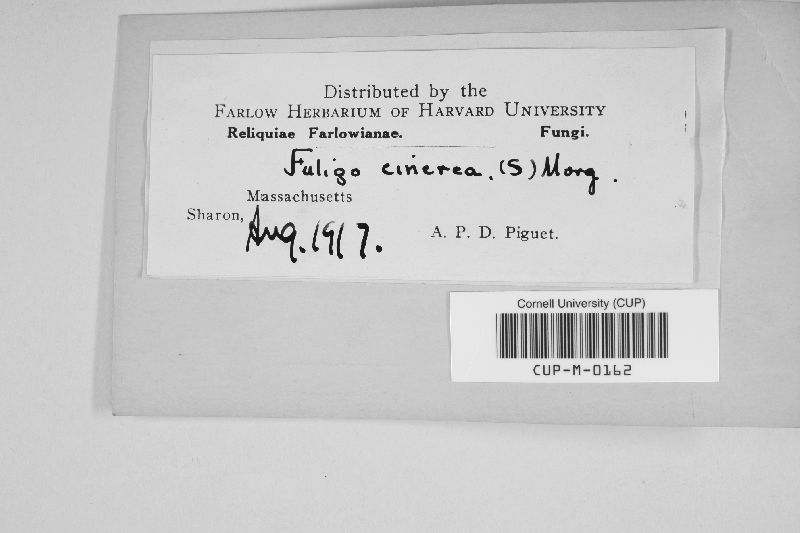 Distributed by the
FARLOW HERBARIUM OF HARVARD UNIVERSITY
Reliquiae Farlowianae. Fungi.
Fuligo cinerea. (S) Morg.
Massachusetts
Sharon, Aug. 1917. A. P. D. Piguet.
Cornell University (CUP)
CUP-M-0162